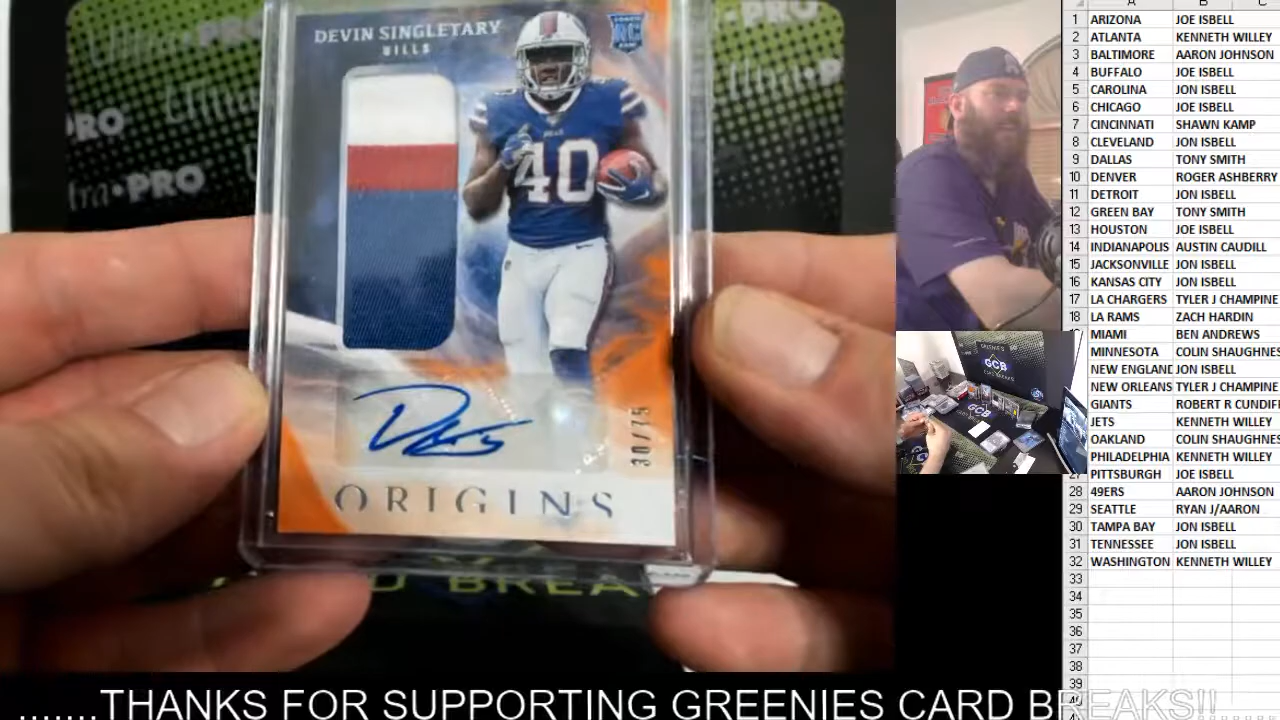 DEVIN SINGLETARY
BILLS
RC
40
30/75
ORIGINS
PRO
PRO
GCB
GCB
1 ARIZONA JOE ISBELL
2 ATLANTA KENNETH WILLEY
3 BALTIMORE AARON JOHNSON
4 BUFFALO JOE ISBELL
5 CAROLINA JON ISBELL
6 CHICAGO JOE ISBELL
7 CINCINNATI SHAWN KAMP
8 CLEVELAND JON ISBELL
9 DALLAS TONY SMITH
10 DENVER ROGER ASHBERRY
11 DETROIT JON ISBELL
12 GREEN BAY TONY SMITH
13 HOUSTON JOE ISBELL
14 INDIANAPOLIS AUSTIN CAUDILL
15 JACKSONVILLE JON ISBELL
16 KANSAS CITY JON ISBELL
17 LA CHARGERS TYLER J CHAMPINE
18 LA RAMS ZACH HARDIN
MIAMI BEN ANDREWS
MINNESOTA COLIN SHAUGHNES
NEW ENGLAND JON ISBELL
NEW ORLEANS TYLER J CHAMPINE
GIANTS ROBERT R CUNDIF
JETS KENNETH WILLEY
OAKLAND COLIN SHAUGHNES
PHILADELPHIA KENNETH WILLEY
27 PITTSBURGH JOE ISBELL
28 49ERS AARON JOHNSON
29 SEATTLE RYAN J/AARON
30 TAMPA BAY JON ISBELL
31 TENNESSEE JON ISBELL
32 WASHINGTON KENNETH WILLEY
33
34
35
36
37
38
39
.......THANKS FOR SUPPORTING GREENIES CARD BREAKS!!